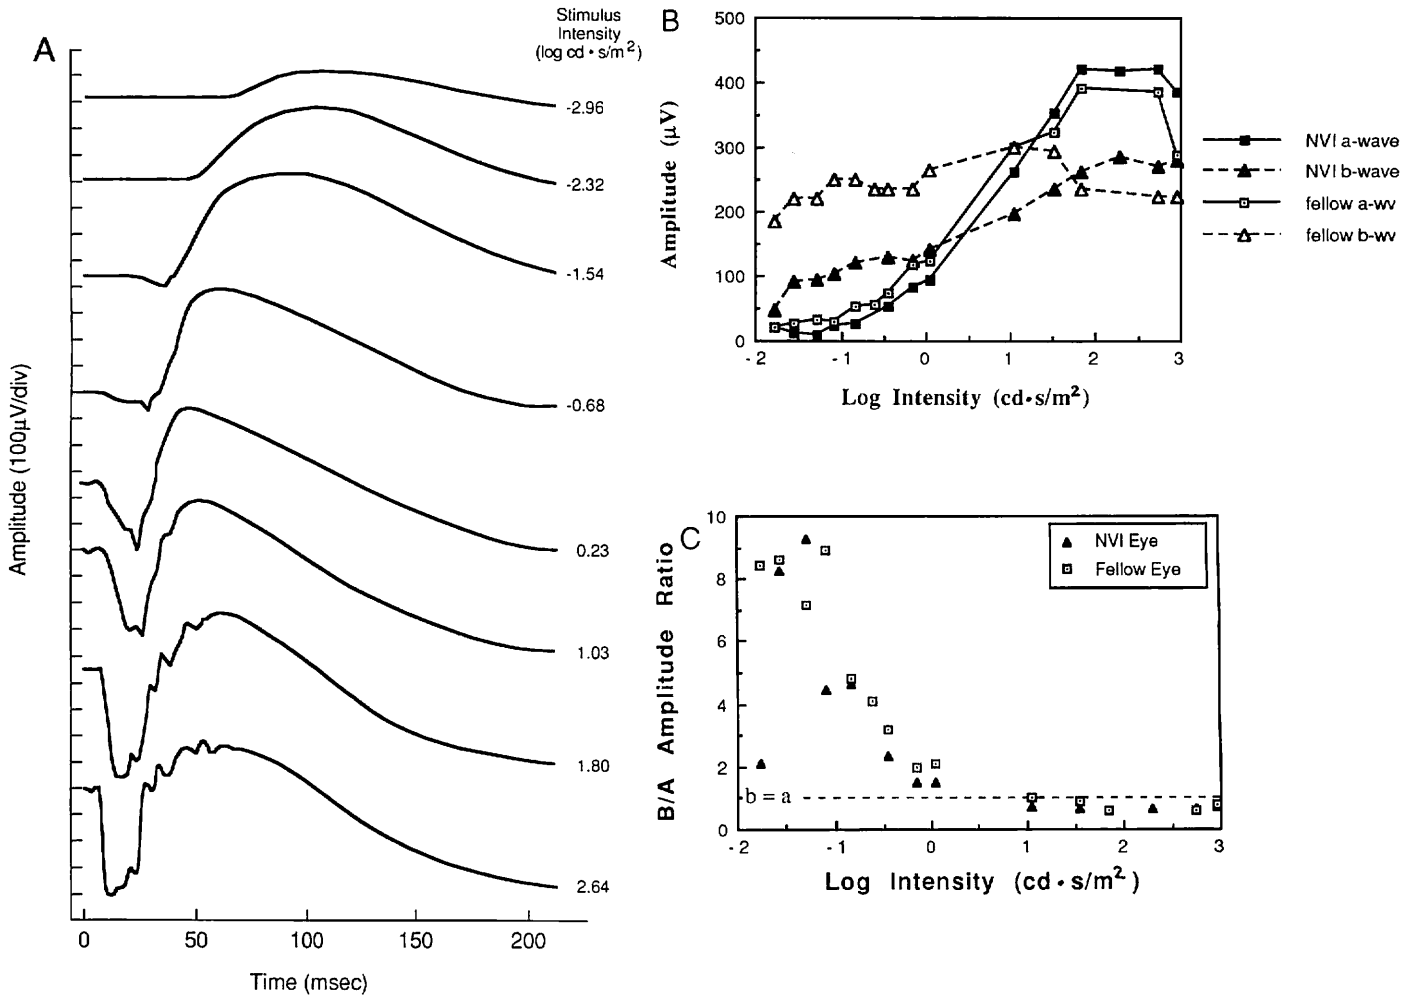 A
Stimulus
Intensity
(log cd • s/m²)
-2.96
-2.32
-1.54
-0.68
0.23
1.03
1.80
2.64
Amplitude (100µV/div)
0 50 100 150 200
Time (msec)
B
500
400
300
200
100
0
Amplitude (µV)
-2 -1 0 1 2 3
Log Intensity (cd•s/m²)
NVI a-wave
NVI b-wave
fellow a-wv
fellow b-wv
C
10
8
6
4
2
0
B/A Amplitude Ratio
NVI Eye
Fellow Eye
b = a
-2 -1 0 1 2 3
Log Intensity (cd•s/m²)